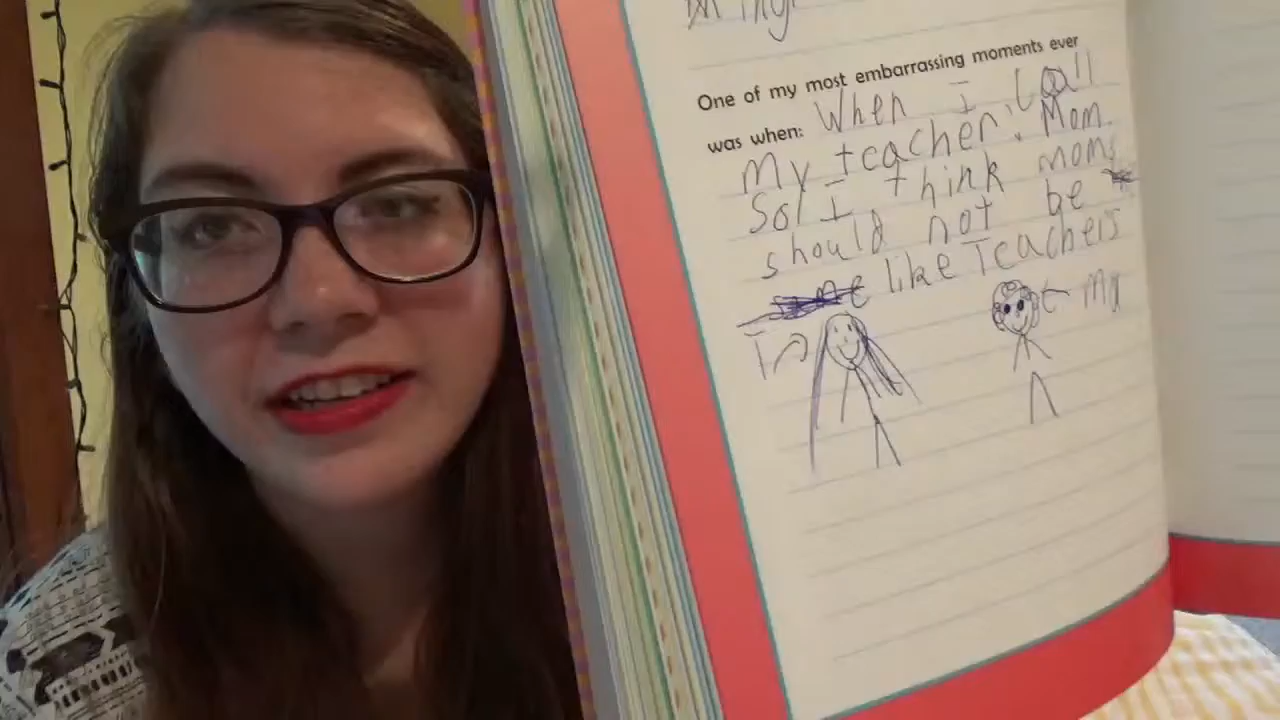 One of my most embarrassing moments ever
was when: When I call
My teacher. Mom.
So I think moms
should not be
like Teachers
I
My